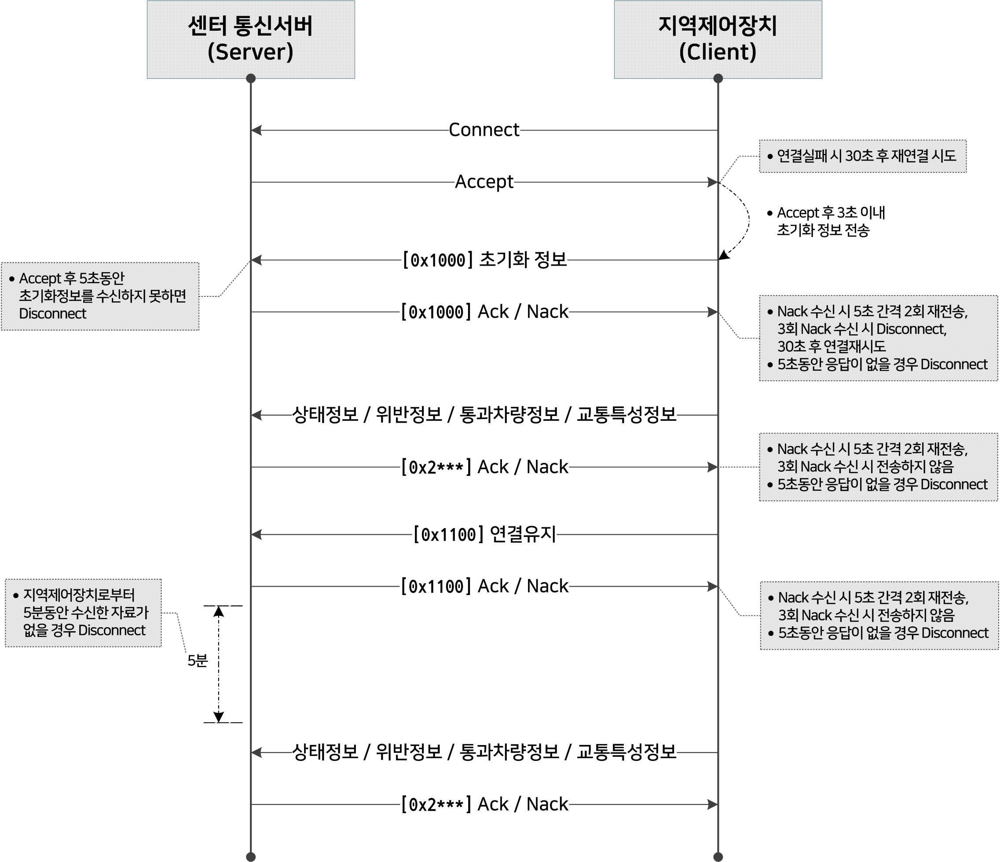 센터 통신서버
(Server)
지역제어장치
(Client)
Connect
• 연결실패 시 30초 후 재연결 시도
Accept
• Accept 후 3초 이내
초기화 정보 전송
[0x1000] 초기화 정보
• Accept 후 5초동안
초기화정보를 수신하지 못하면
Disconnect
[0x1000] Ack / Nack
• Nack 수신 시 5초 간격 2회 재전송,
3회 Nack 수신 시 Disconnect,
30초 후 연결재시도
• 5초동안 응답이 없을 경우 Disconnect
상태정보 / 위반정보 / 통과차량정보 / 교통특성정보
[0x2***] Ack / Nack
• Nack 수신 시 5초 간격 2회 재전송,
3회 Nack 수신 시 전송하지 않음
• 5초동안 응답이 없을 경우 Disconnect
[0x1100] 연결유지
[0x1100] Ack / Nack
• 지역제어장치로부터
5분동안 수신한 자료가
없을 경우 Disconnect
5분
• Nack 수신 시 5초 간격 2회 재전송,
3회 Nack 수신 시 전송하지 않음
• 5초동안 응답이 없을 경우 Disconnect
상태정보 / 위반정보 / 통과차량정보 / 교통특성정보
[0x2***] Ack / Nack